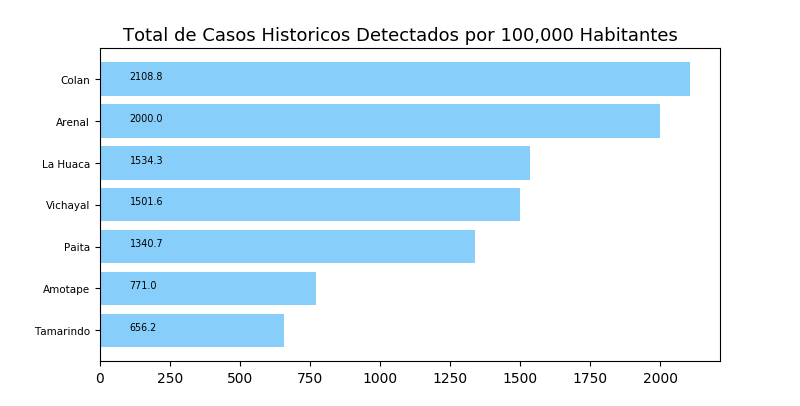 Total de Casos Historicos Detectados por 100,000 Habitantes
Colan 2108.8
Arenal 2000.0
La Huaca 1534.3
Vichayal 1501.6
Paita 1340.7
Amotape 771.0
Tamarindo 656.2
0 250 500 750 1000 1250 1500 1750 2000